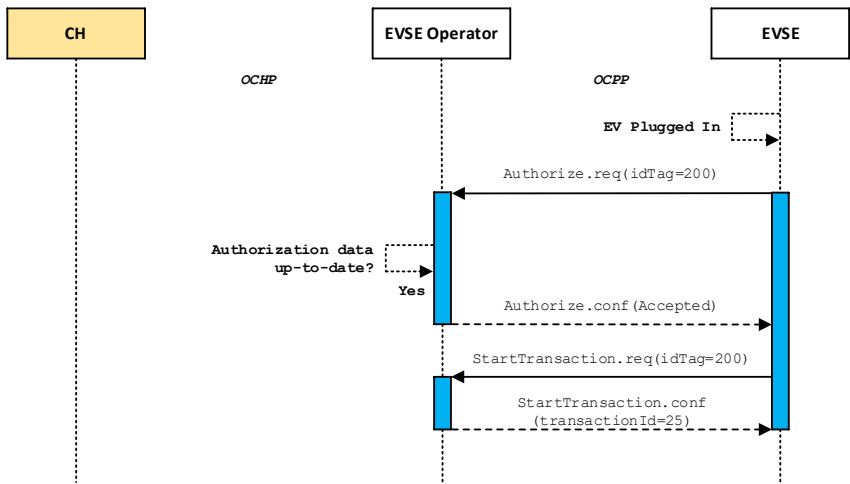 CH
EVSE Operator
EVSE
OCHP
OCPP
EV Plugged In
Authorize.req(idTag=200)
Authorization data
up-to-date?
Yes
Authorize.conf(Accepted)
StartTransaction.req(idTag=200)
StartTransaction.conf
(transactionId=25)